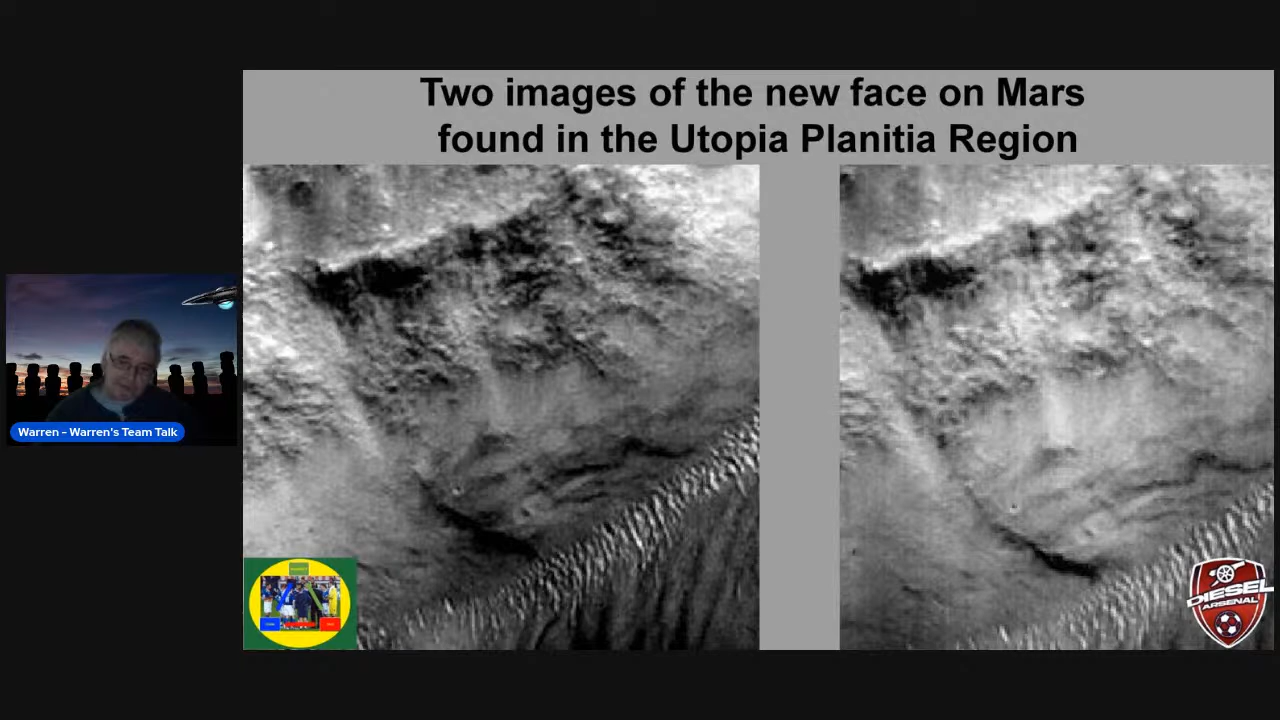 Two images of the new face on Mars
found in the Utopia Planitia Region
Warren – Warren's Team Talk
DIESEL
ARSENAL